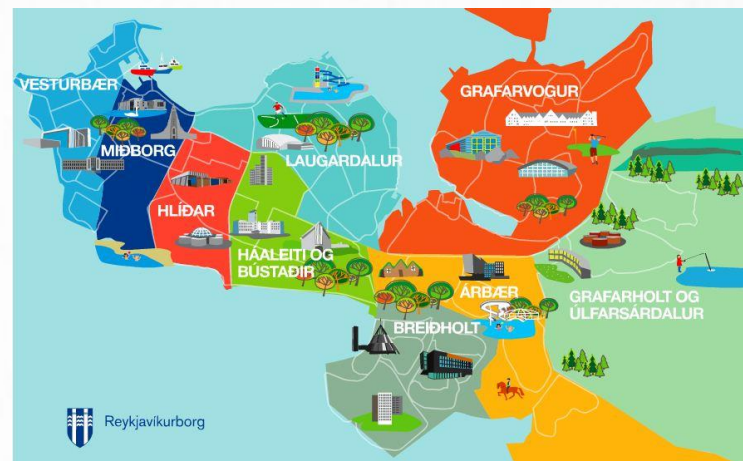 VESTURBÆR
MIÐBORG
HLÍÐAR
LAUGARDALUR
HÁALEITI OG
BÚSTAÐIR
GRAFARVOGUR
ÁRBÆR
BREIÐHOLT
GRAFARHOLT OG
ÚLFARSÁRDALUR
Reykjavíkurborg